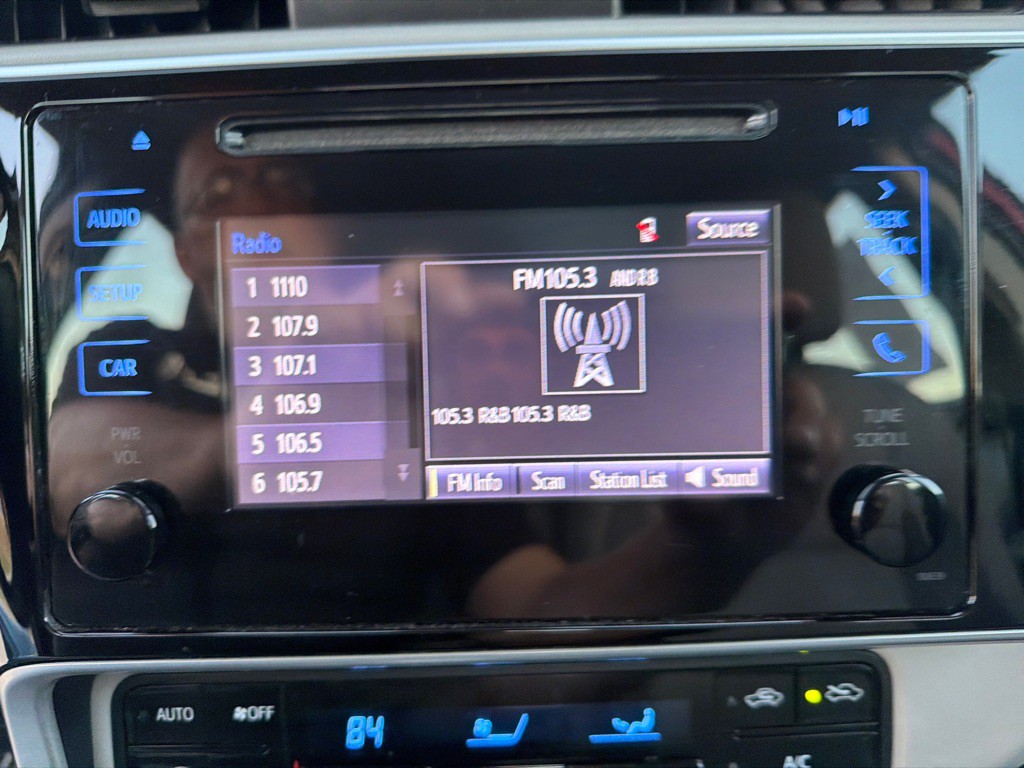 AUDIO
SETUP
CAR
PWR
VOL
SEEK
TRACK
TUNE
SCROLL
Radio
Source
1 1110
2 107.9
3 107.1
4 106.9
5 106.5
6 105.7
FM105.3
105.3 R&B 105.3 R&B
FM Info
Scan
Station List
Sound
AUTO
OFF
84
A/C